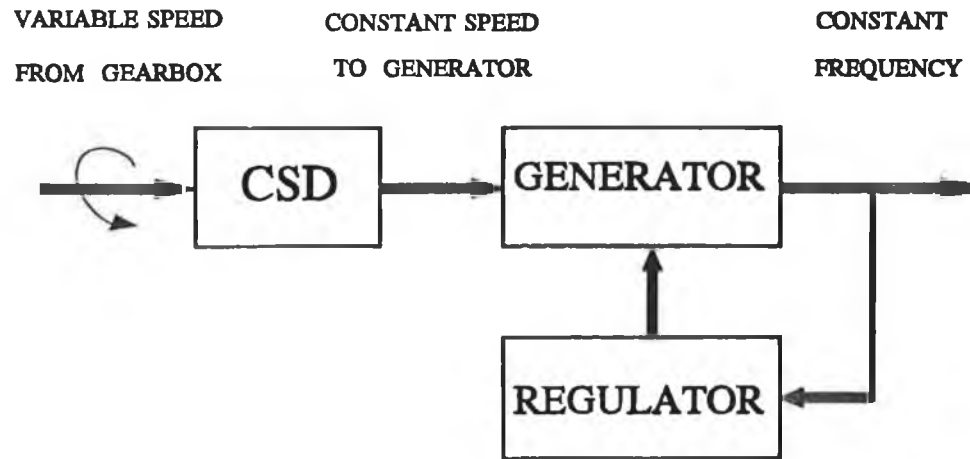 VARIABLE SPEED
FROM GEARBOX
CONSTANT SPEED
TO GENERATOR
CONSTANT
FREQUENCY
CSD
GENERATOR
REGULATOR